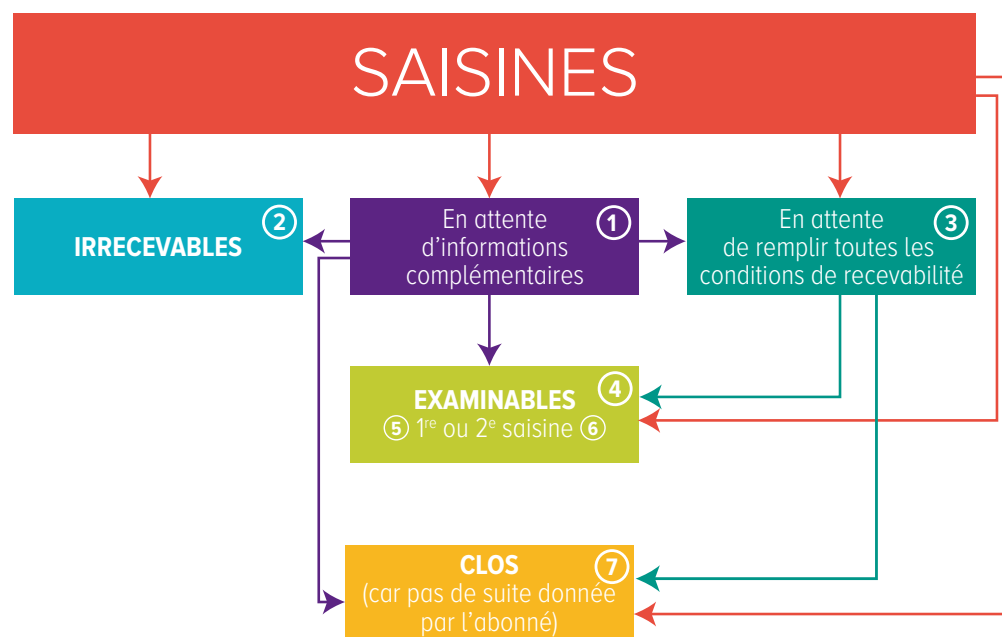 SAISINES
IRRECEVABLES
2
En attente
d’informations
complémentaires
1
En attente
de remplir toutes les
conditions de recevabilité
3
EXAMINABLES
4
5 1re ou 2e saisine 6
CLOS
7
(car pas de suite donnée
par l’abonné)